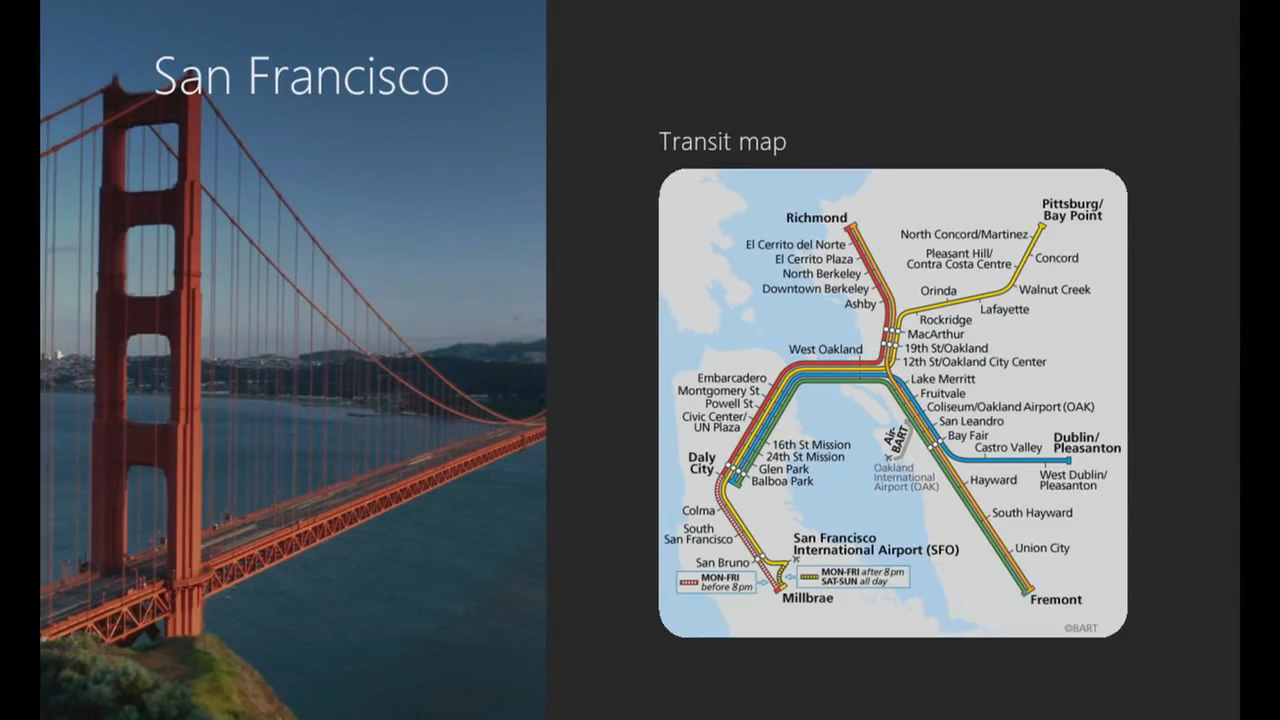 San Francisco
Transit map
Richmond
El Cerrito del Norte
El Cerrito Plaza
North Berkeley
Downtown Berkeley
Ashby
Pittsburg/
Bay Point
North Concord/Martinez
Pleasant Hill/
Contra Costa Centre
Concord
Walnut Creek
Orinda
Lafayette
Rockridge
MacArthur
19th St/Oakland
12th St/Oakland City Center
West Oakland
Embarcadero
Montgomery St
Powell St
Civic Center/
UN Plaza
16th St Mission
24th St Mission
Glen Park
Balboa Park
Daly
City
Colma
South
San Francisco
San Bruno
San Francisco
International Airport (SFO)
MON-FRI
before 8pm
MON-FRI after 8pm
SAT-SUN all day
Millbrae
Lake Merritt
Fruitvale
Coliseum/Oakland Airport (OAK)
San Leandro
Bay Fair
Castro Valley
Dublin/
Pleasanton
West Dublin/
Pleasanton
Air-
BART
Oakland
International
Airport (OAK)
Hayward
South Hayward
Union City
Fremont
©BART